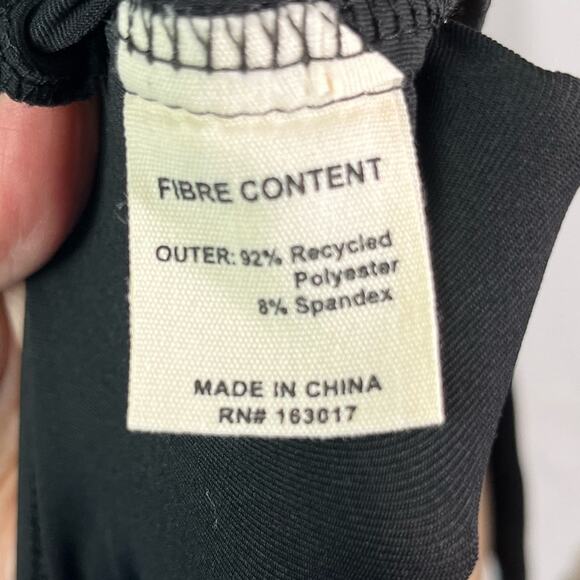 FIBRE CONTENT
OUTER: 92% Recycled
Polyester
8% Spandex
MADE IN CHINA
RN# 163017